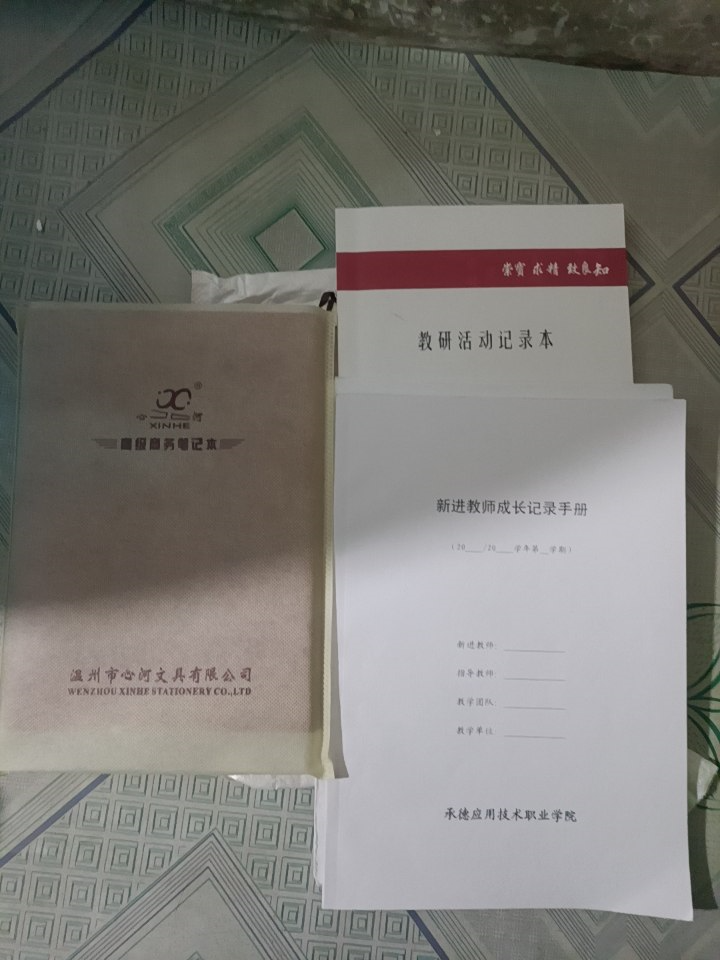 崇实 求精 致良知
教研活动记录本
®
心河
XINHE
高级商务笔记本
温州市心河文具有限公司
WENZHOU XINHE STATIONERY CO.,LTD
新进教师成长记录手册
(20____/20____学年第__学期)
新进教师:
指导教师:
教学团队:
教学单位:
承德应用技术职业学院